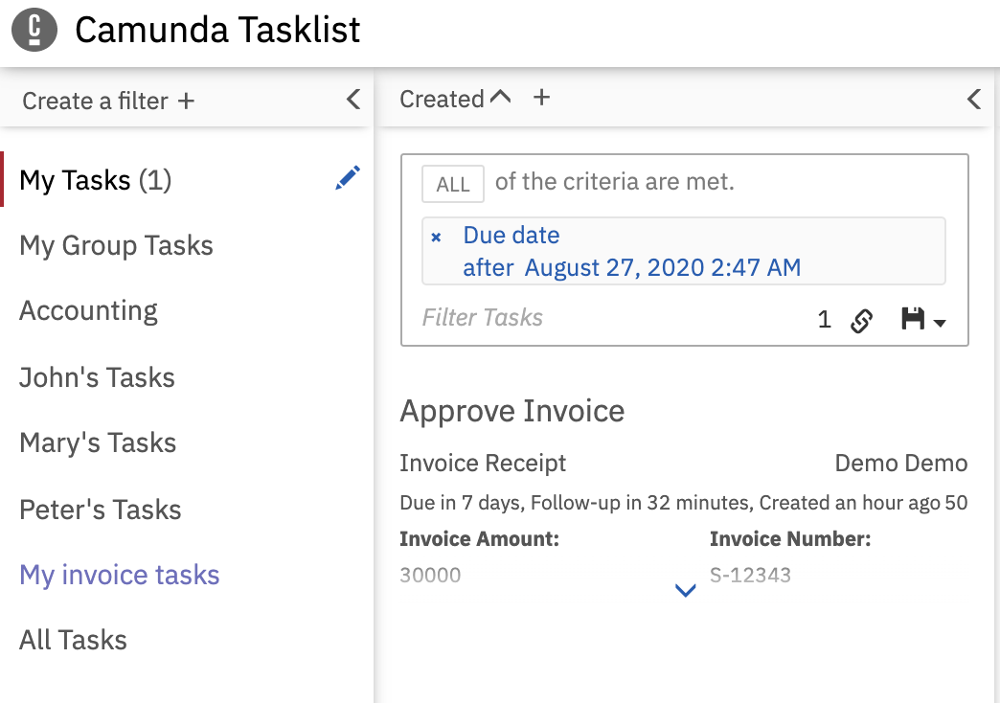 Camunda Tasklist
Create a filter +
Created +
My Tasks (1)
My Group Tasks
Accounting
John's Tasks
Mary's Tasks
Peter's Tasks
My invoice tasks
All Tasks
ALL of the criteria are met.
× Due date
after August 27, 2020 2:47 AM
Filter Tasks 1
Approve Invoice
Invoice Receipt Demo Demo
Due in 7 days, Follow-up in 32 minutes, Created an hour ago 50
Invoice Amount: Invoice Number:
30000 S-12343